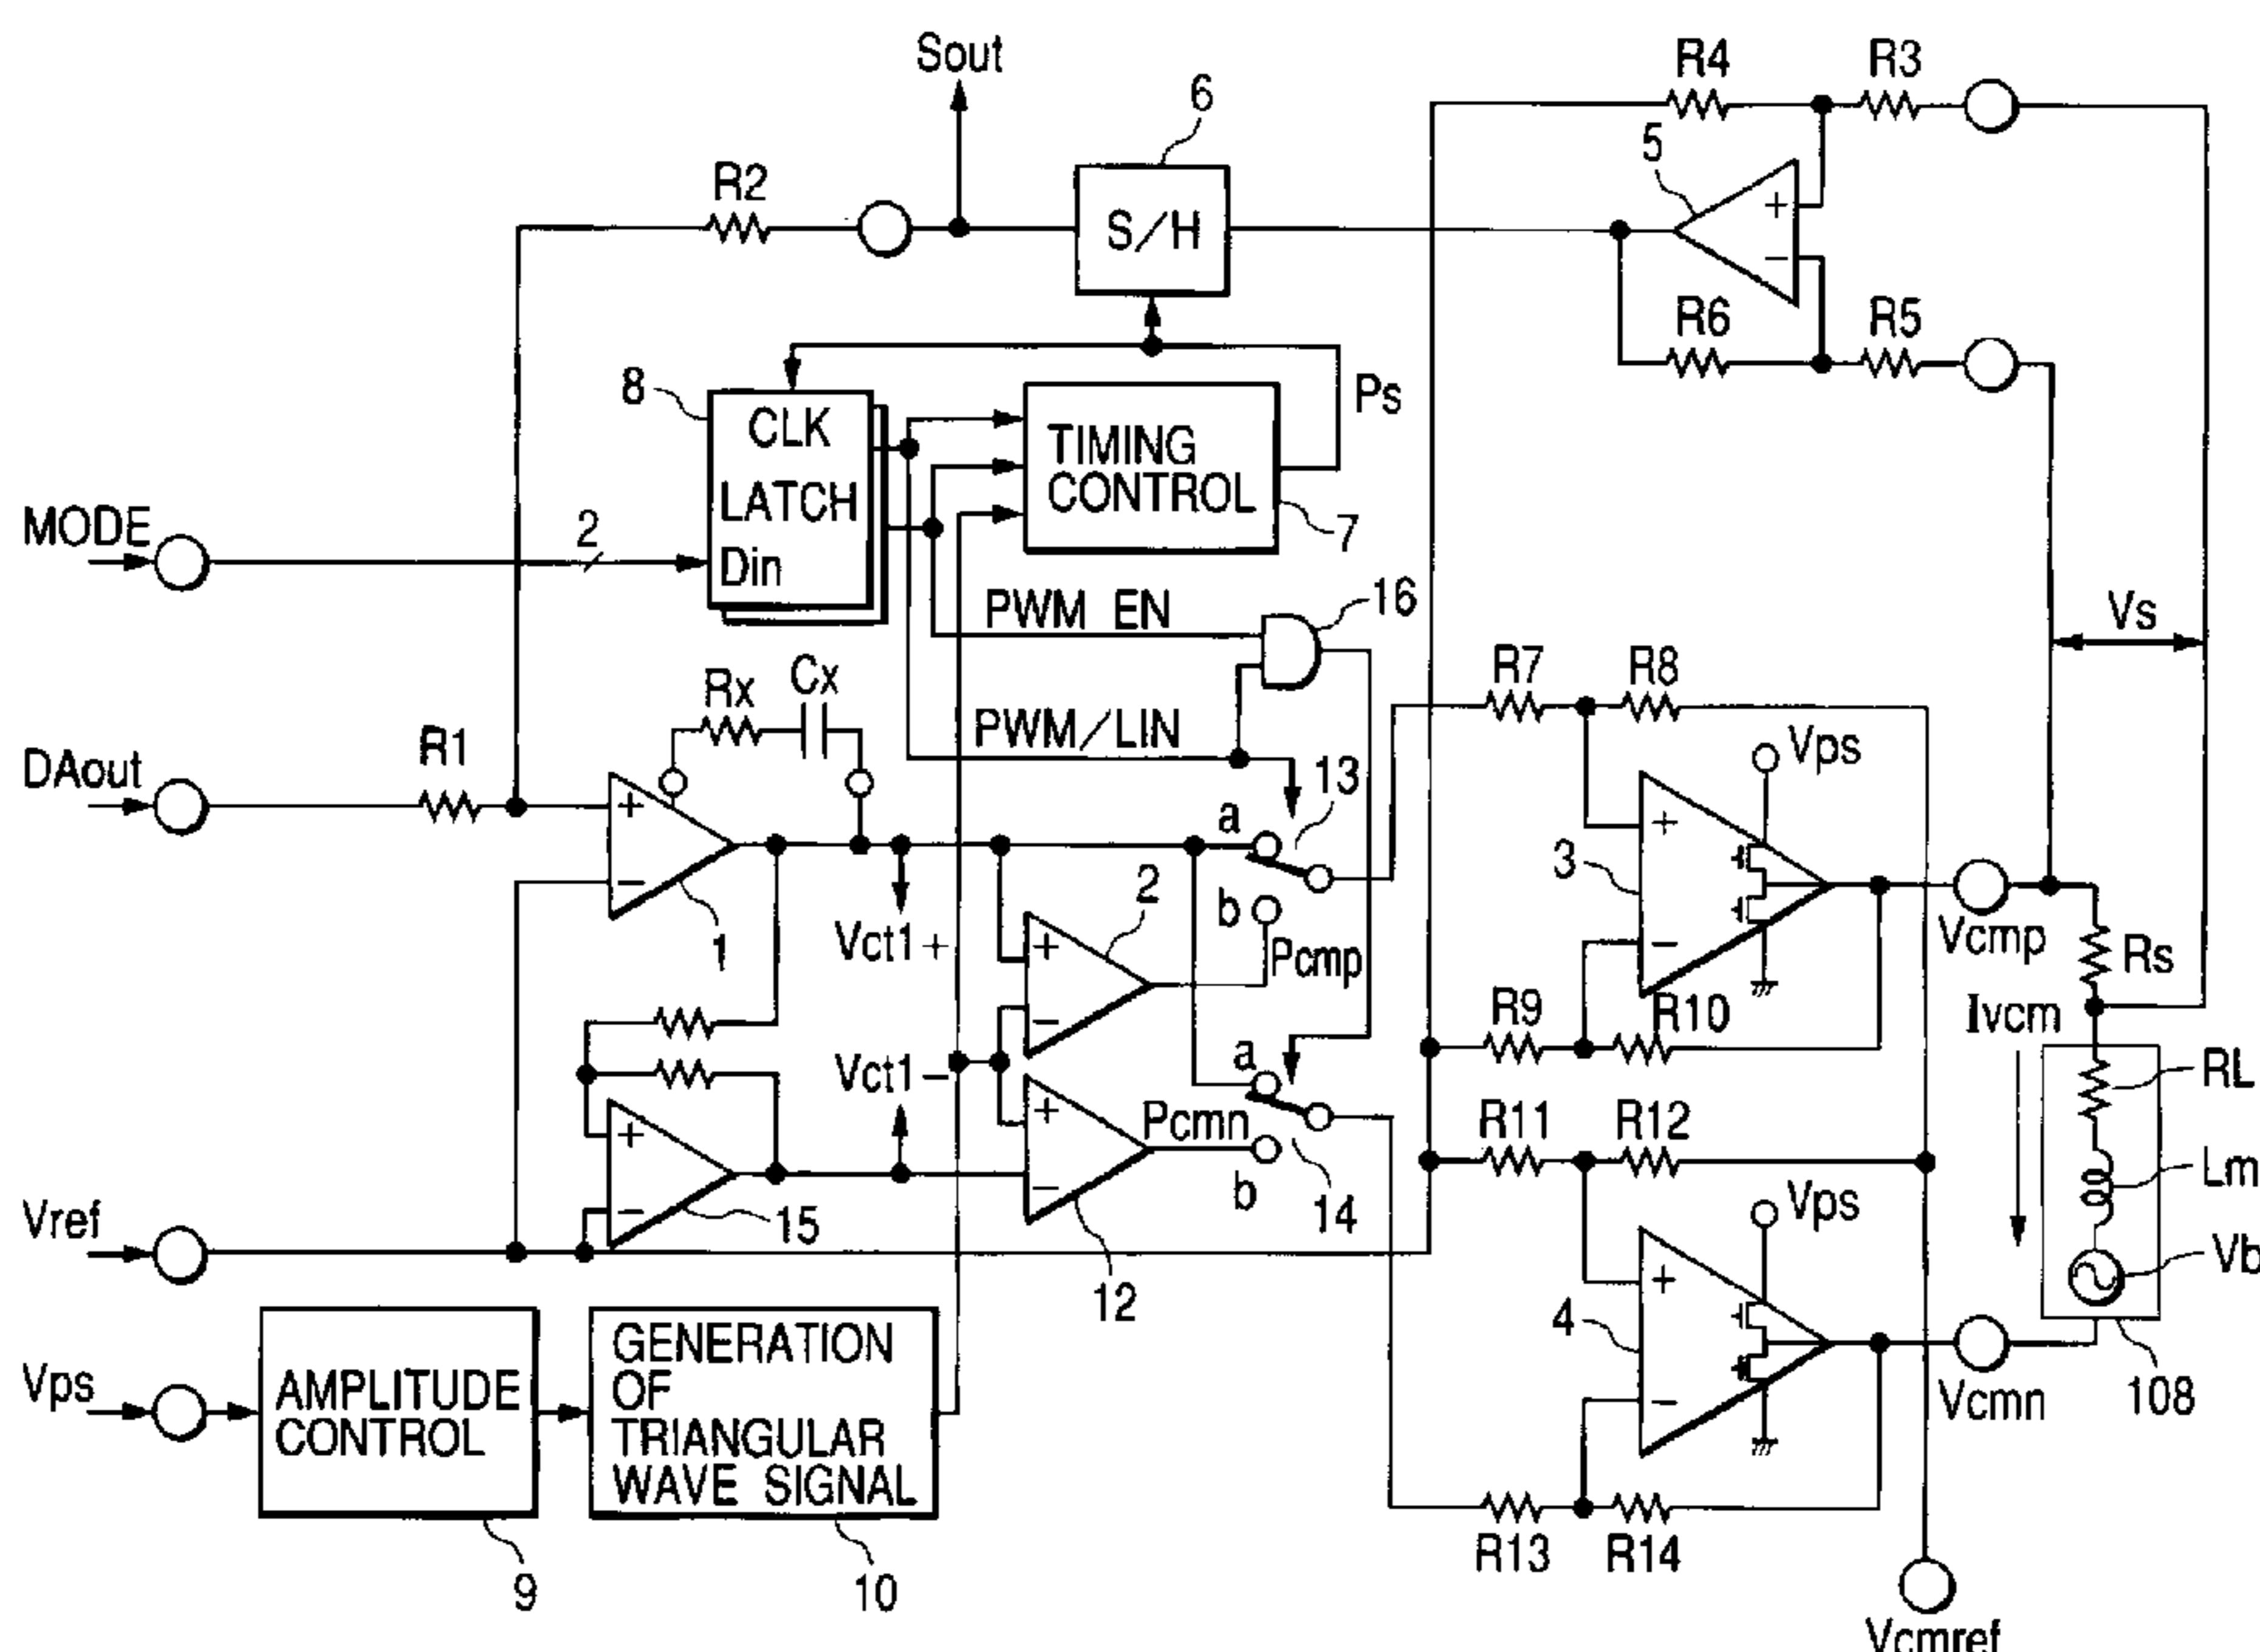 Sout
6
R4
R3
5
R2
S/H
+
−
R6
R5
8
CLK
LATCH
Din
TIMING
CONTROL
Ps
7
MODE
2
PWM EN
16
Vs
Rx
Cx
PWM/LIN
R7
R8
Vps
DAout
R1
13
a
+
−
1
b
2
Vct1+
Pcmp
+
−
3
+
−
Vcmp
Rs
R9
R10
Ivcm
Vct1−
a
Pcmn
RL
+
−
R11
R12
Lm
b
14
15
+
−
12
Vref
Vps
Vb
4
+
−
Vcmn
108
Vps
AMPLITUDE
CONTROL
9
GENERATION
OF
TRIANGULAR
WAVE SIGNAL
10
R13
R14
Vcmref